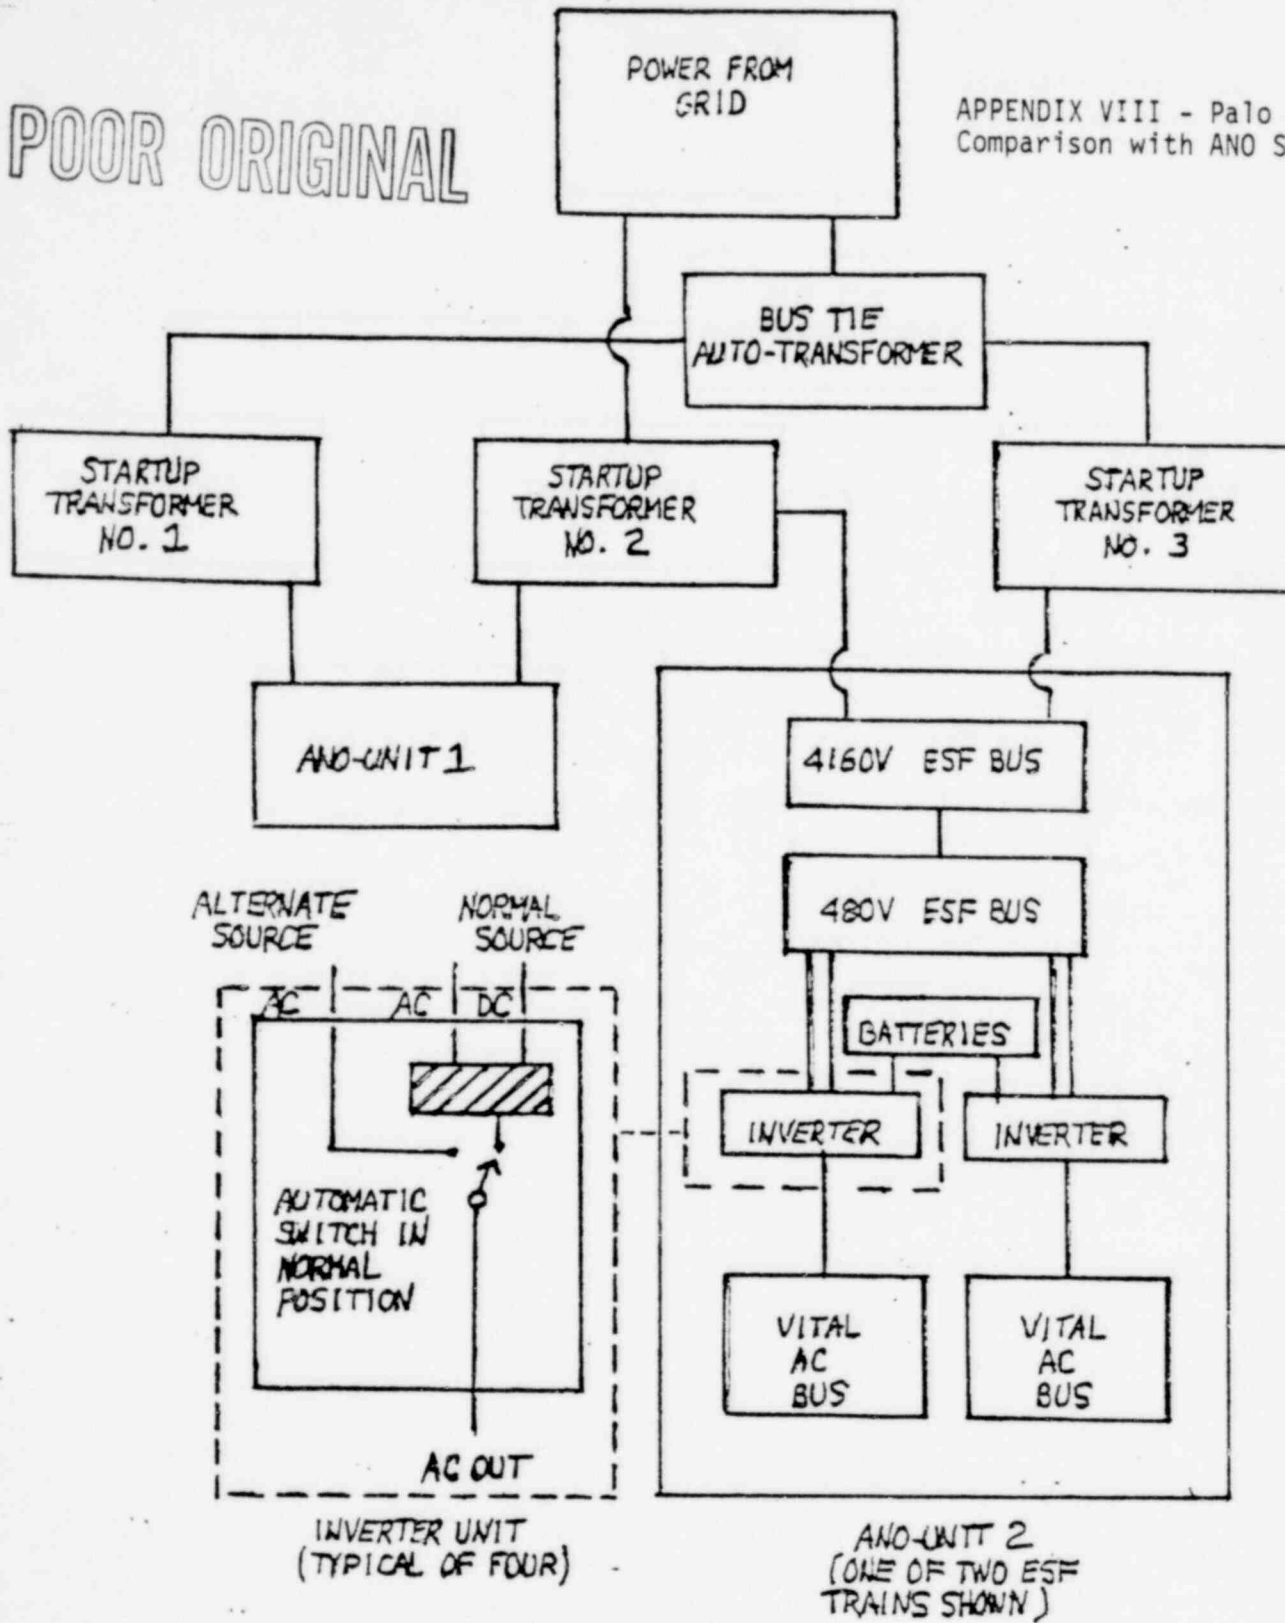 POOR ORIGINAL
POWER FROM
GRID
APPENDIX VIII - Palo
Comparison with ANO S
BUS TIE
AUTO-TRANSFORMER
STARTUP
TRANSFORMER
NO. 1
STARTUP
TRANSFORMER
NO. 2
STARTUP
TRANSFORMER
NO. 3
ANO-UNIT 1
4160V ESF BUS
480V ESF BUS
BATTERIES
INVERTER
INVERTER
VITAL
AC
BUS
VITAL
AC
BUS
ALTERNATE
SOURCE
NORMAL
SOURCE
AC
AC
DC
AUTOMATIC
SWITCH IN
NORMAL
POSITION
AC OUT
INVERTER UNIT
(TYPICAL OF FOUR)
ANO-UNIT 2
(ONE OF TWO ESF
TRAINS SHOWN)